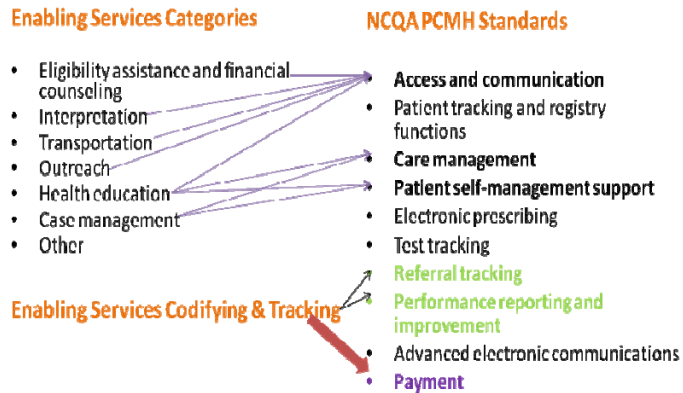 Enabling Services Categories
• Eligibility assistance and financial
counseling
• Interpretation
• Transportation
• Outreach
• Health education
• Case management
• Other
Enabling Services Codifying & Tracking
NCQA PCMH Standards
• Access and communication
• Patient tracking and registry
functions
• Care management
• Patient self-management support
• Electronic prescribing
• Test tracking
• Referral tracking
• Performance reporting and
improvement
• Advanced electronic communications
• Payment